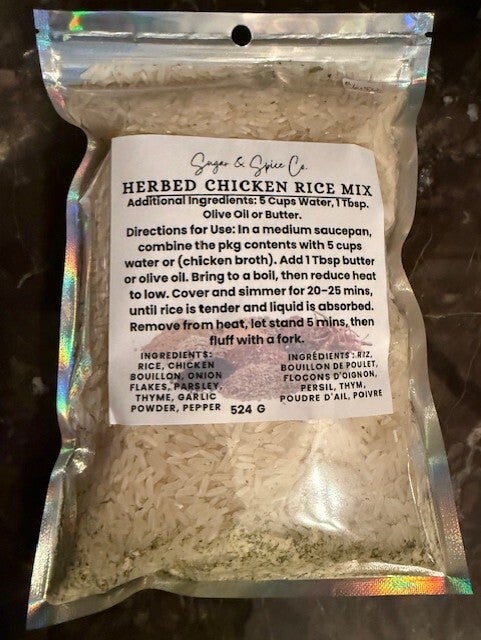 Sugar & Spice Co.
HERBED CHICKEN RICE MIX
Additional Ingredients: 5 Cups Water, 1 Tbsp.
Olive Oil or Butter.
Directions for Use: In a medium saucepan,
combine the pkg contents with 5 cups
water or (chicken broth). Add 1 Tbsp butter
or olive oil. Bring to a boil, then reduce heat
to low. Cover and simmer for 20-25 mins,
until rice is tender and liquid is absorbed.
Remove from heat, let stand 5 mins, then
fluff with a fork.
INGREDIENTS:
RICE, CHICKEN
BOUILLON, ONION
FLAKES, PARSLEY,
THYME, GARLIC
POWDER, PEPPER
524 G
INGRÉDIENTS : RIZ,
BOUILLON DE POULET,
FLOCONS D'OIGNON,
PERSIL, THYM,
POUDRE D'AIL, POIVRE